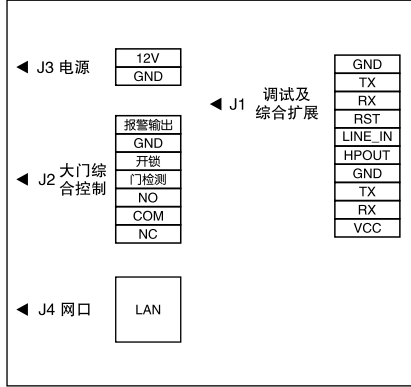 J3 电源
12V
GND
J2 大门综
合控制
报警输出
GND
开锁
门检测
NO
COM
NC
J4 网口
LAN
J1 调试及
综合扩展
GND
TX
RX
RST
LINE_IN
HPOUT
GND
TX
RX
VCC